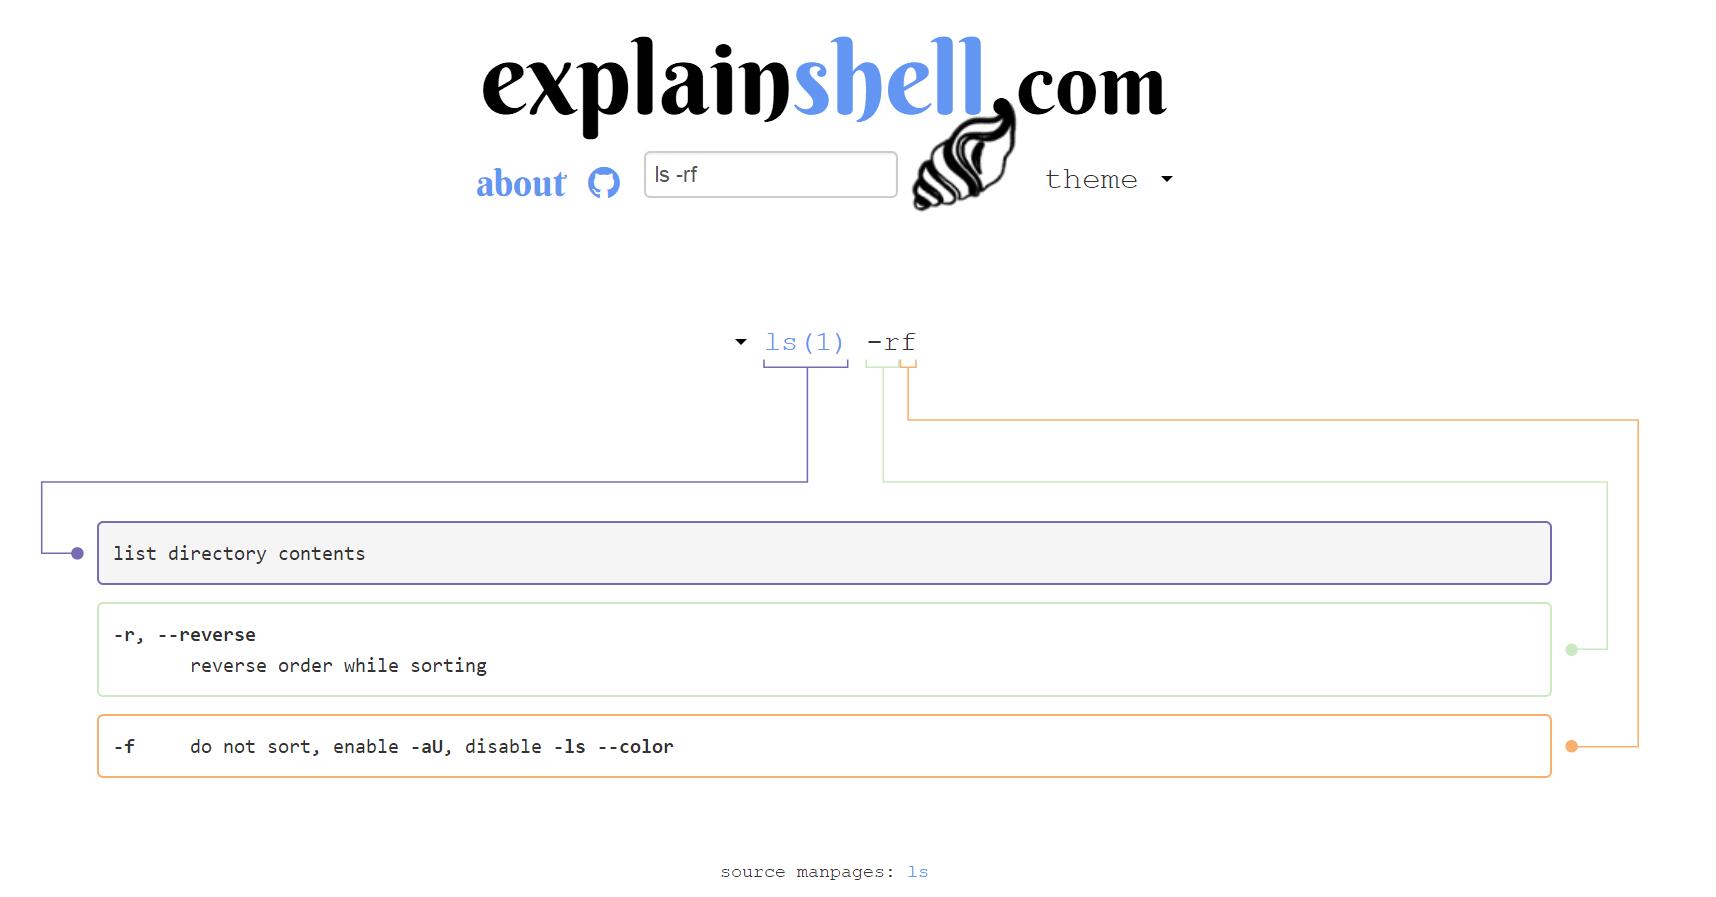 explainshell.com
about ls -rf theme
ls(1) -rf
list directory contents
-r, --reverse
reverse order while sorting
-f do not sort, enable -aU, disable -ls --color
source manpages: ls